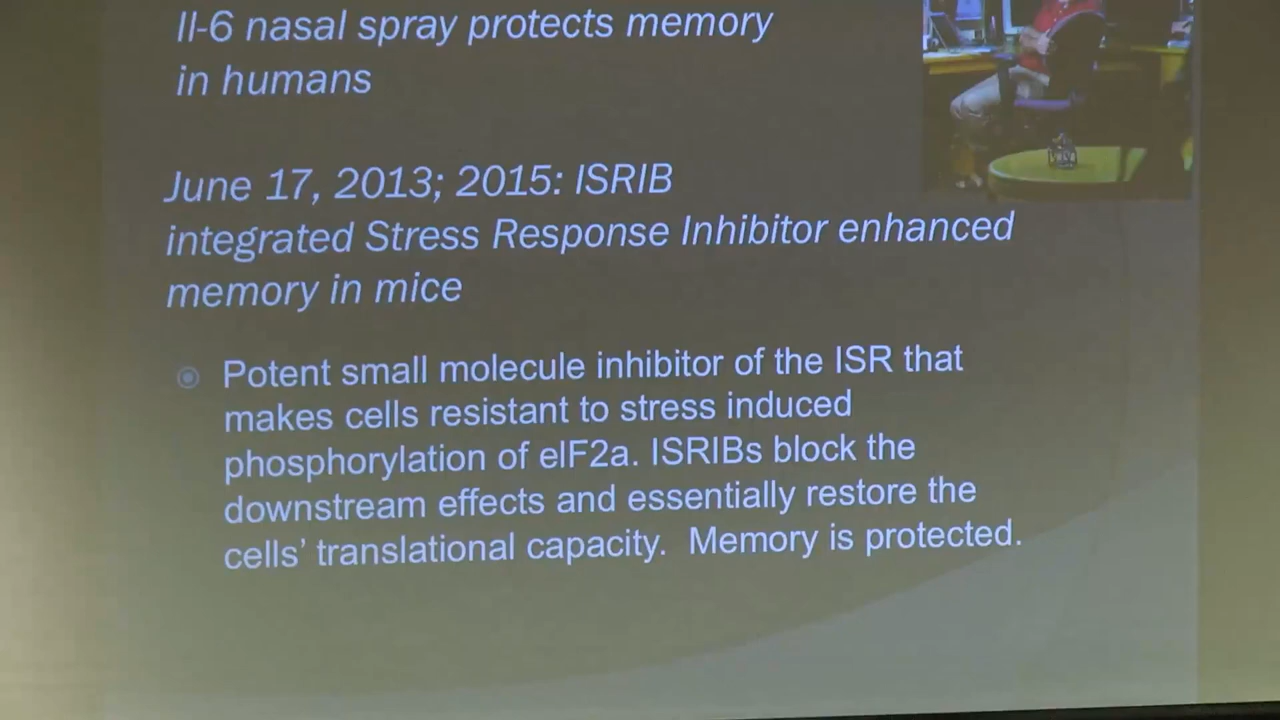 Il-6 nasal spray protects memory
in humans
June 17, 2013; 2015: ISRIB
integrated Stress Response Inhibitor enhanced
memory in mice
Potent small molecule inhibitor of the ISR that
makes cells resistant to stress induced
phosphorylation of eIF2a. ISRIBs block the
downstream effects and essentially restore the
cells’ translational capacity.  Memory is protected.